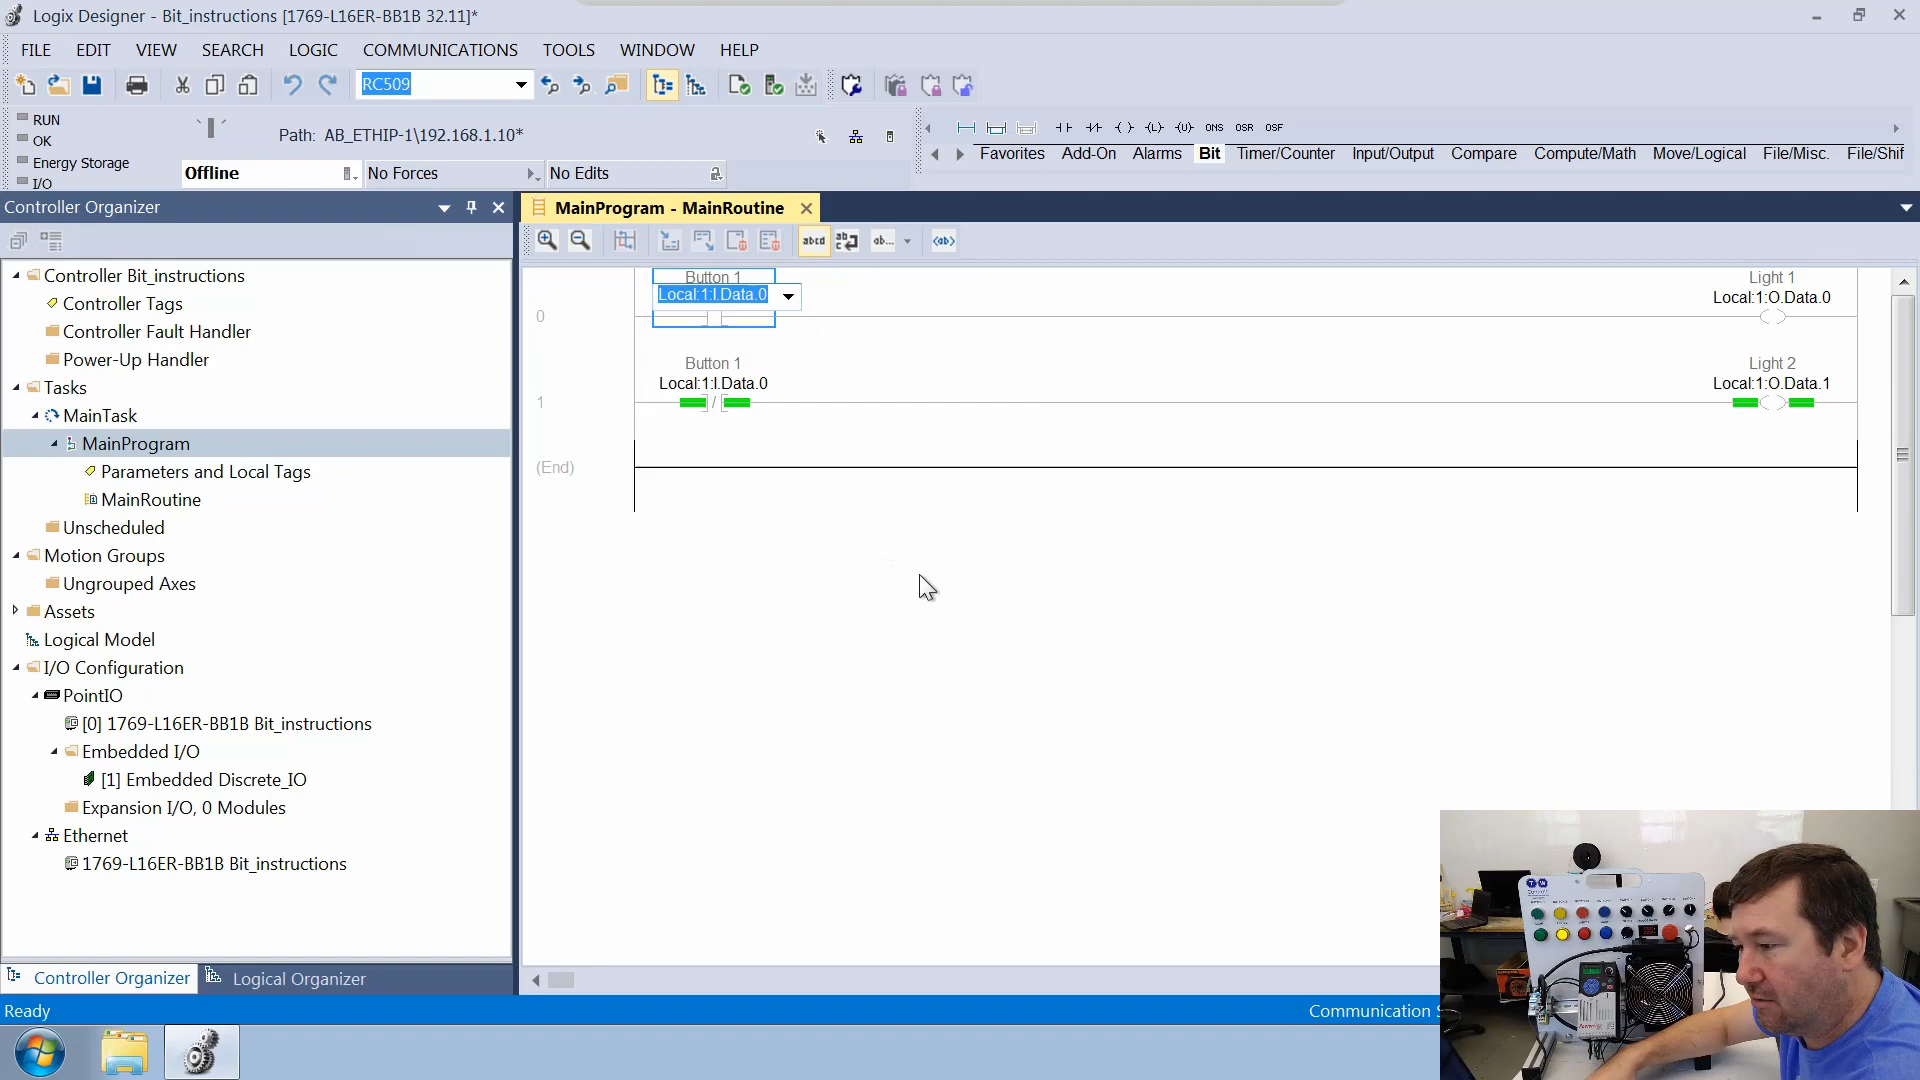 Logix Designer - Bit_instructions [1769-L16ER-BB1B 32.11]*
FILE EDIT VIEW SEARCH LOGIC COMMUNICATIONS TOOLS WINDOW HELP
RC509
RUN
OK
Energy Storage
I/O
Path: AB_ETHIP-1\192.168.1.10*
Offline
No Forces
No Edits
ONS OSR OSF
Favorites Add-On Alarms Bit Timer/Counter Input/Output Compare Compute/Math Move/Logical File/Misc. File/Shif
Controller Organizer
MainProgram - MainRoutine
Controller Bit_instructions
Controller Tags
Controller Fault Handler
Power-Up Handler
Tasks
MainTask
MainProgram
Parameters and Local Tags
MainRoutine
Unscheduled
Motion Groups
Ungrouped Axes
Assets
Logical Model
I/O Configuration
PointIO
[0] 1769-L16ER-BB1B Bit_instructions
Embedded I/O
[1] Embedded Discrete_IO
Expansion I/O, 0 Modules
Ethernet
1769-L16ER-BB1B Bit_instructions
Controller Organizer
Logical Organizer
Button 1
Local:1:I.Data.0
Light 1
Local:1:O.Data.0
0
Button 1
Local:1:I.Data.0
Light 2
Local:1:O.Data.1
1
(End)
Ready
Communication S